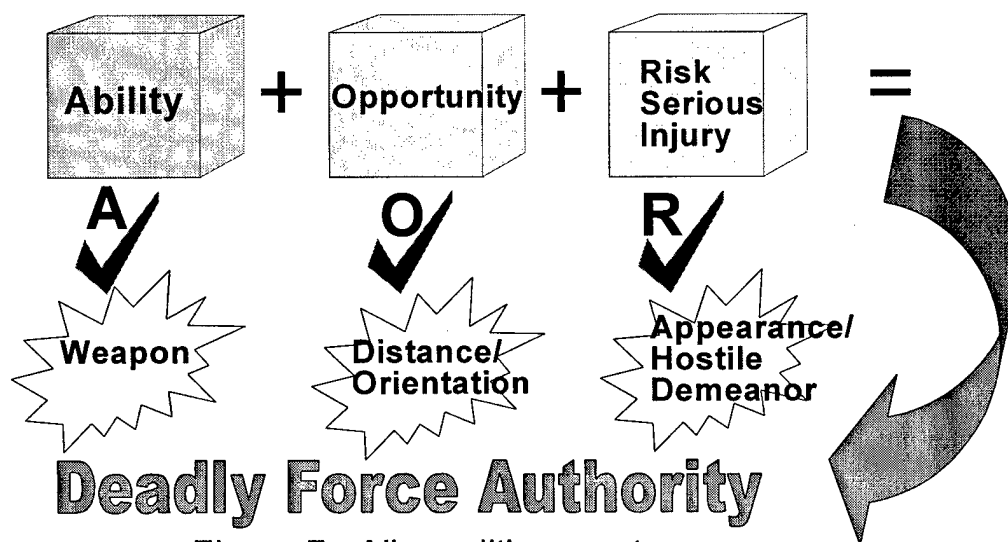 Ability + Opportunity + Risk Serious Injury =
A O R
Weapon
Distance/
Orientation
Appearance/
Hostile
Demeanor
Deadly Force Authority